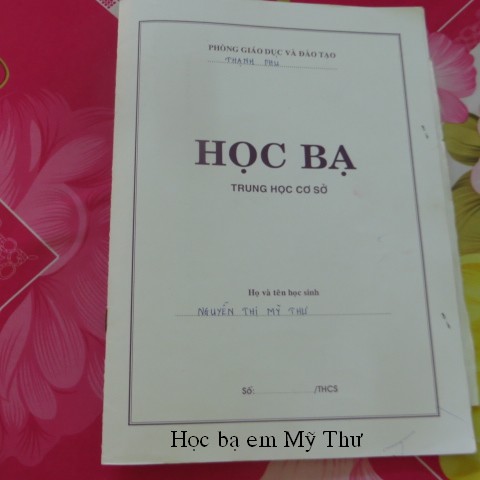 PHÒNG GIÁO DỤC VÀ ĐÀO TẠO
THẠNH PHÚ
HỌC BẠ
TRUNG HỌC CƠ SỞ
Họ và tên học sinh
NGUYỄN THỊ MỸ THƯ
Số: /THCS
Học bạ em Mỹ Thư